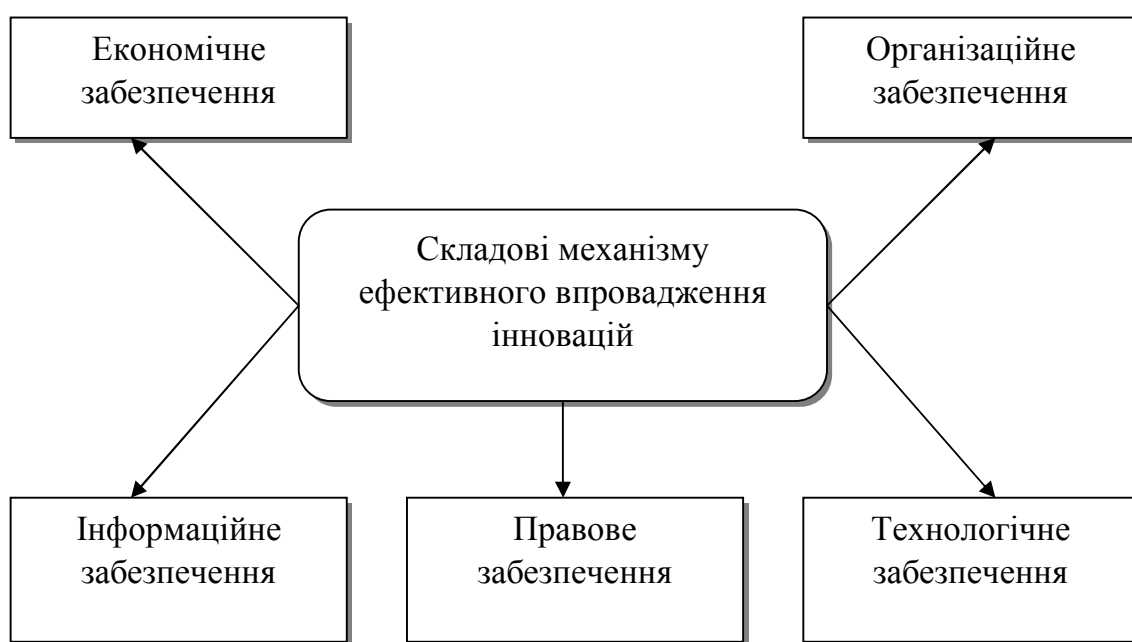 Економічне
забезпечення
Організаційне
забезпечення
Складові механізму
ефективного впровадження
інновацій
Інформаційне
забезпечення
Правове
забезпечення
Технологічне
забезпечення